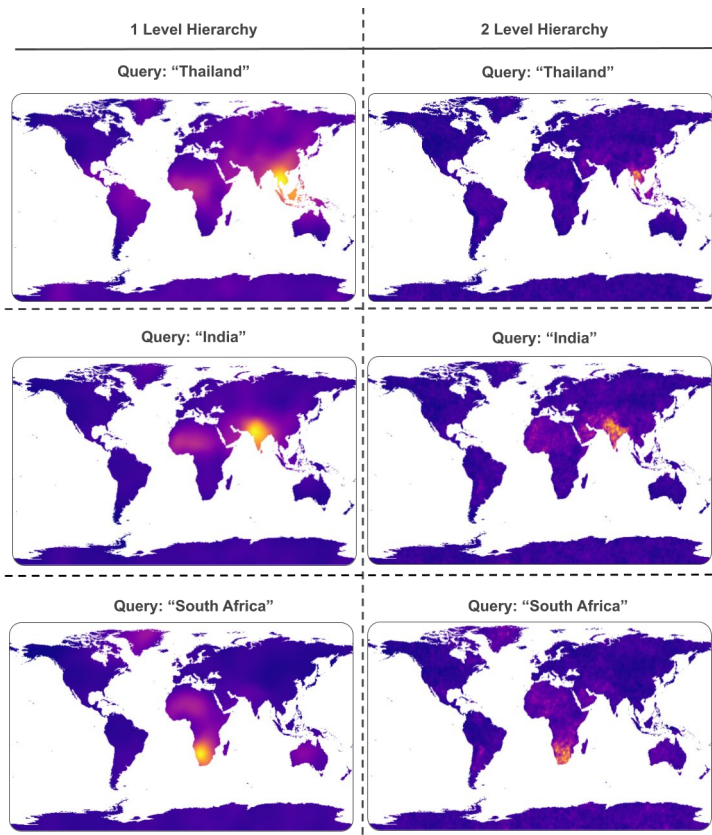 1 Level Hierarchy
2 Level Hierarchy
Query: “Thailand”
Query: “Thailand”
Query: “India”
Query: “India”
Query: “South Africa”
Query: “South Africa”